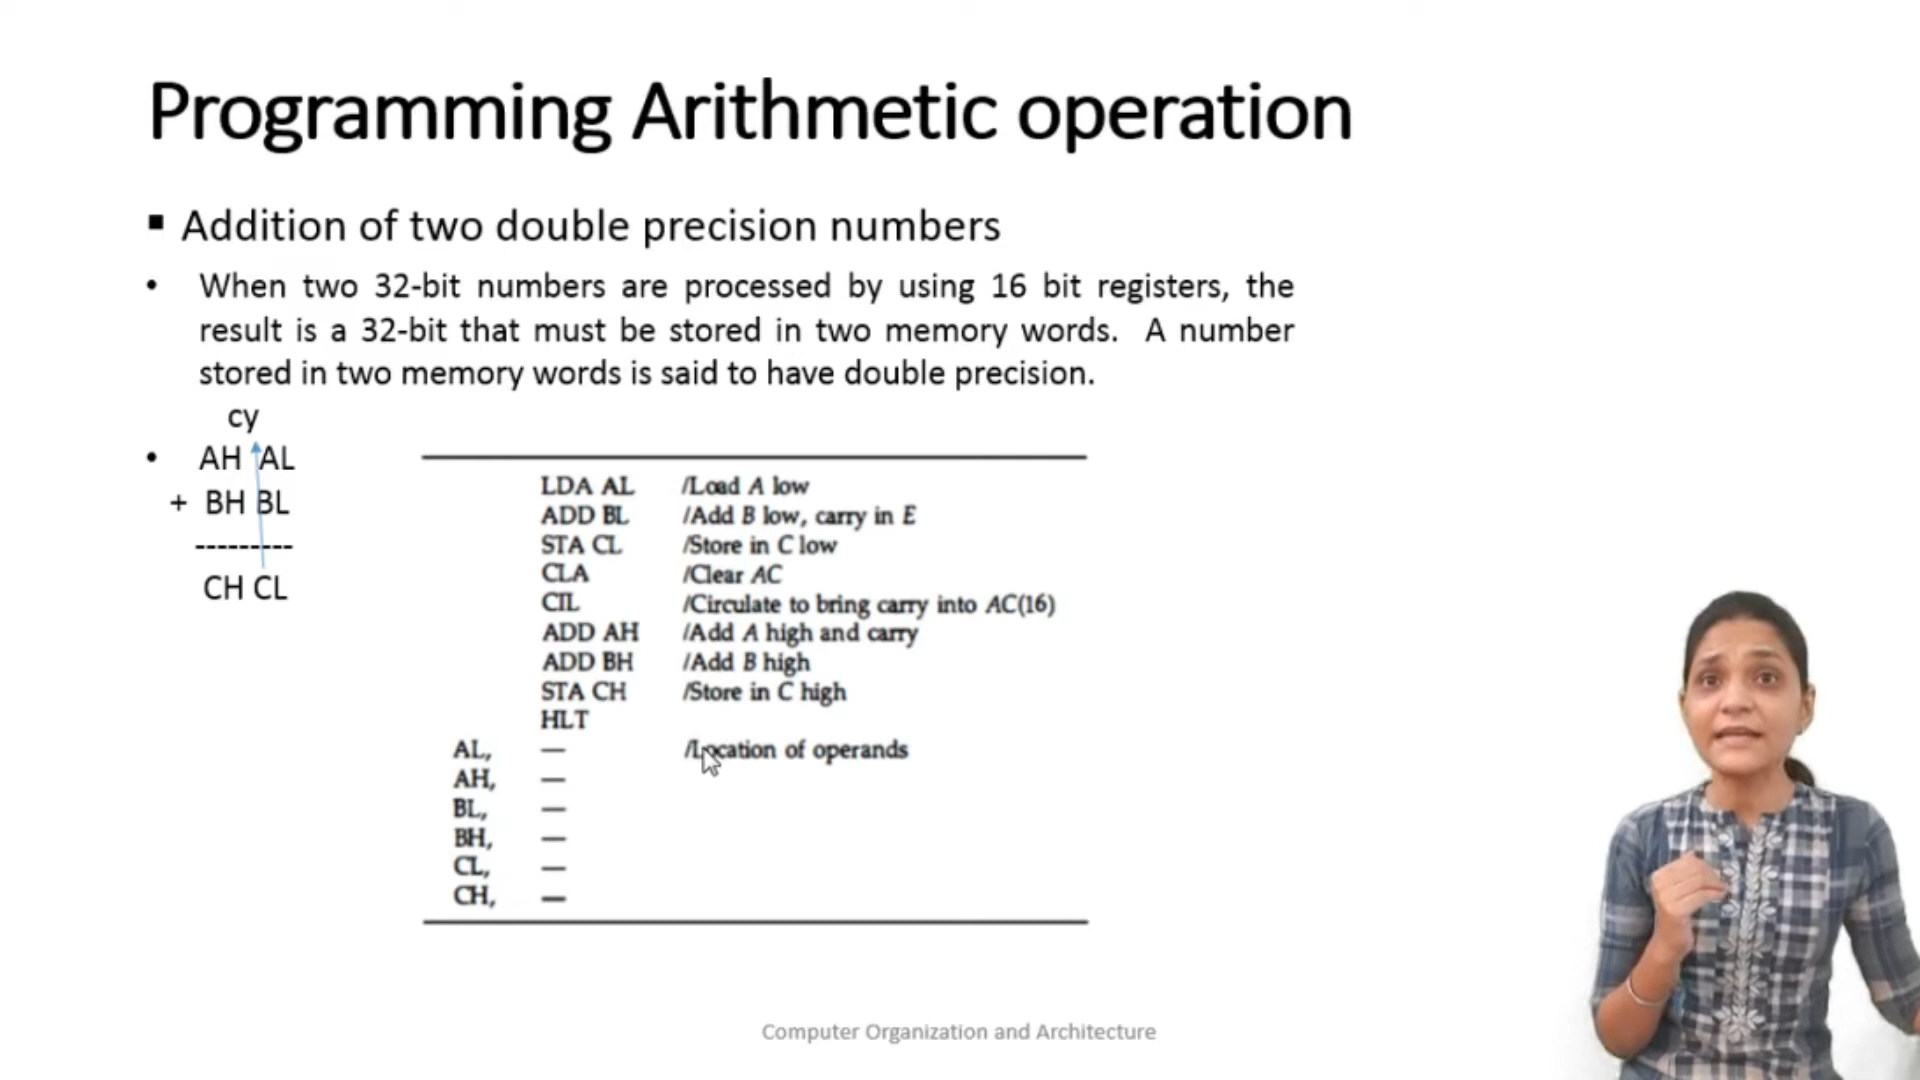 Programming Arithmetic operation
▪ Addition of two double precision numbers
• When two 32-bit numbers are processed by using 16 bit registers, the
result is a 32-bit that must be stored in two memory words. A number
stored in two memory words is said to have double precision.
cy
• AH AL
+ BH BL
---------
CH CL
LDA AL /Load A low
ADD BL /Add B low, carry in E
STA CL /Store in C low
CLA /Clear AC
CIL /Circulate to bring carry into AC(16)
ADD AH /Add A high and carry
ADD BH /Add B high
STA CH /Store in C high
HLT
AL, — /Location of operands
AH, —
BL, —
BH, —
CL, —
CH, —
Computer Organization and Architecture